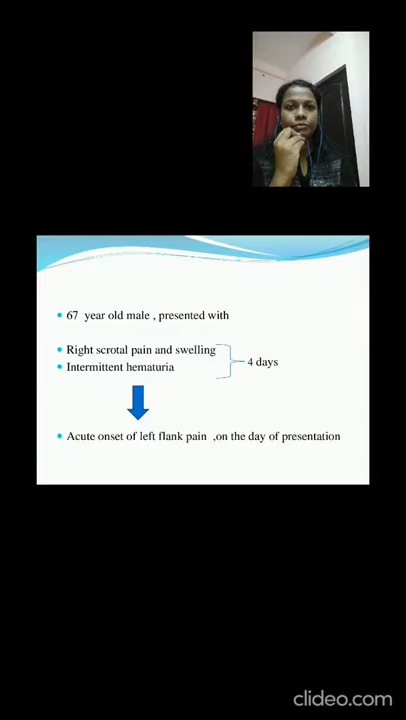 67 year old male , presented with
Right scrotal pain and swelling
Intermittent hematuria
4 days
Acute onset of left flank pain ,on the day of presentation
clideo.com